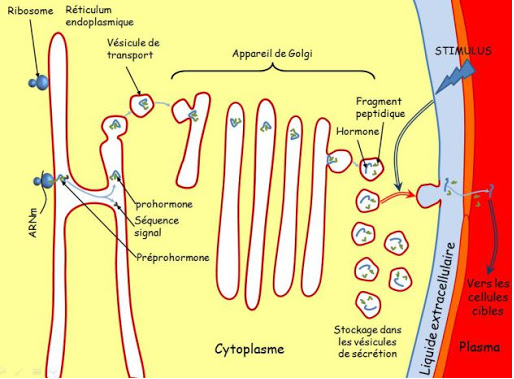 Ribosome
Réticulum
endoplasmique
Vésicule de
transport
Appareil de Golgi
STIMULUS
Fragment
peptidique
Hormone
ARNm
prohormone
Séquence
signal
Préprohormone
Vers les
cellules
cibles
Liquide extracellulaire
Stockage dans
les vésicules
de sécrétion
Cytoplasme
Plasma